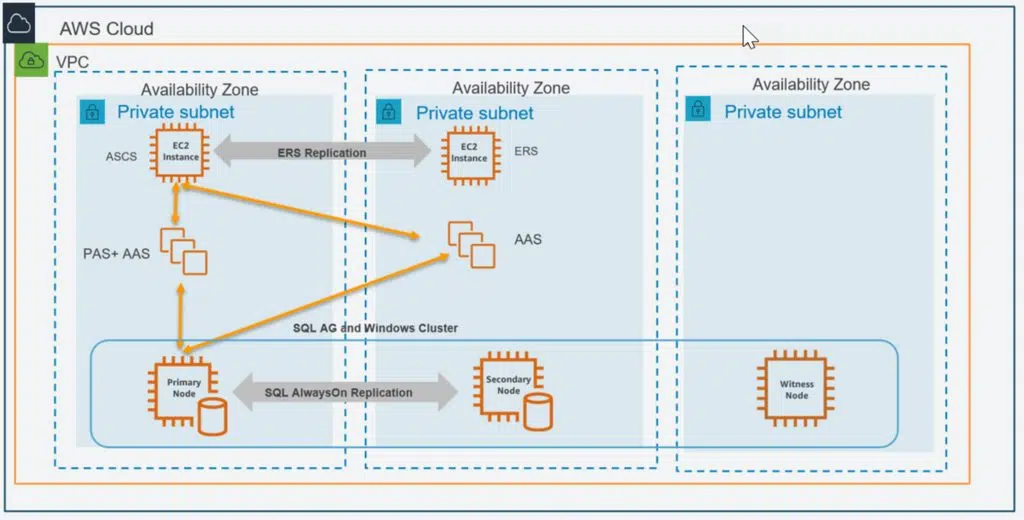 AWS Cloud
VPC
Availability Zone
Private subnet
ASCS
EC2
Instance
ERS Replication
Availability Zone
Private subnet
EC2
Instance
ERS
Availability Zone
Private subnet
PAS+ AAS
AAS
SQL AG and Windows Cluster
Primary
Node
SQL AlwaysOn Replication
Secondary
Node
Witness
Node